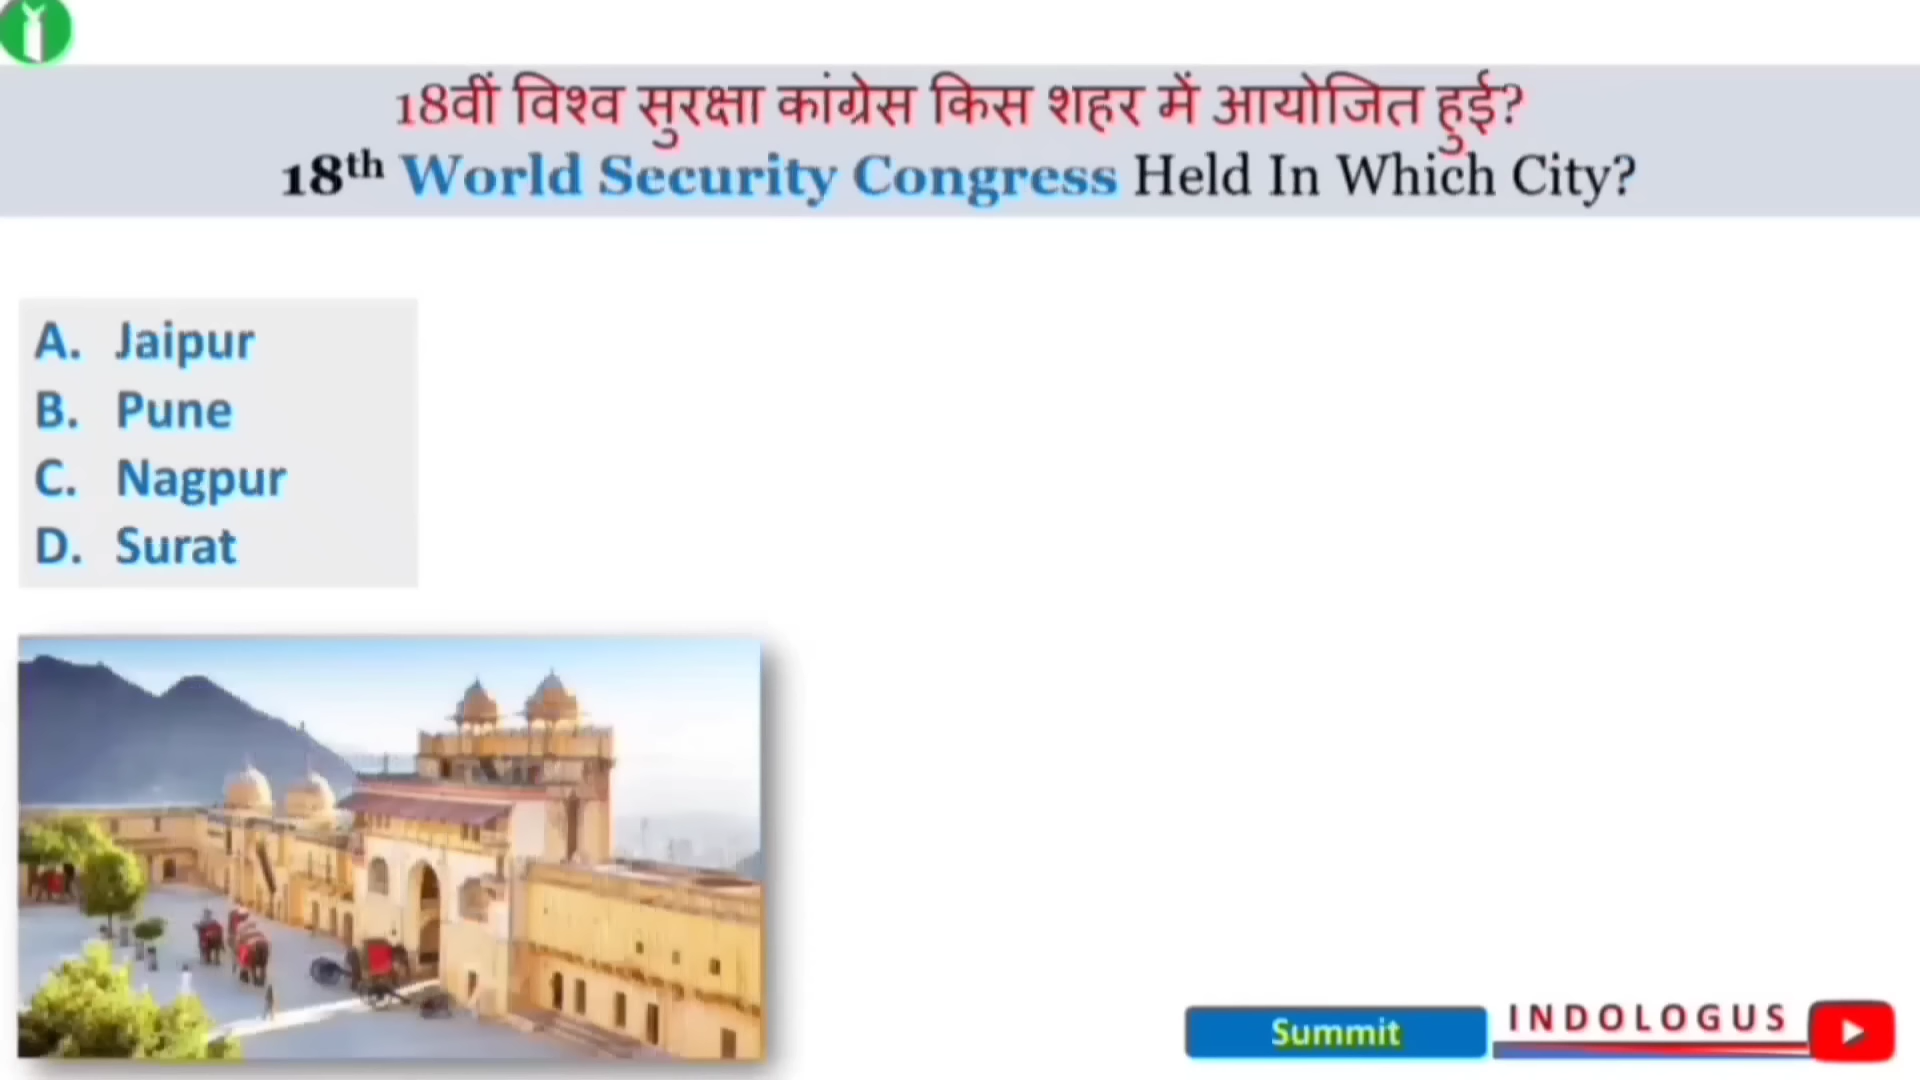 18वीं विश्व सुरक्षा कांग्रेस किस शहर में आयोजित हुई?
18th World Security Congress Held In Which City?
A. Jaipur
B. Pune
C. Nagpur
D. Surat
Summit
INDOLOGUS